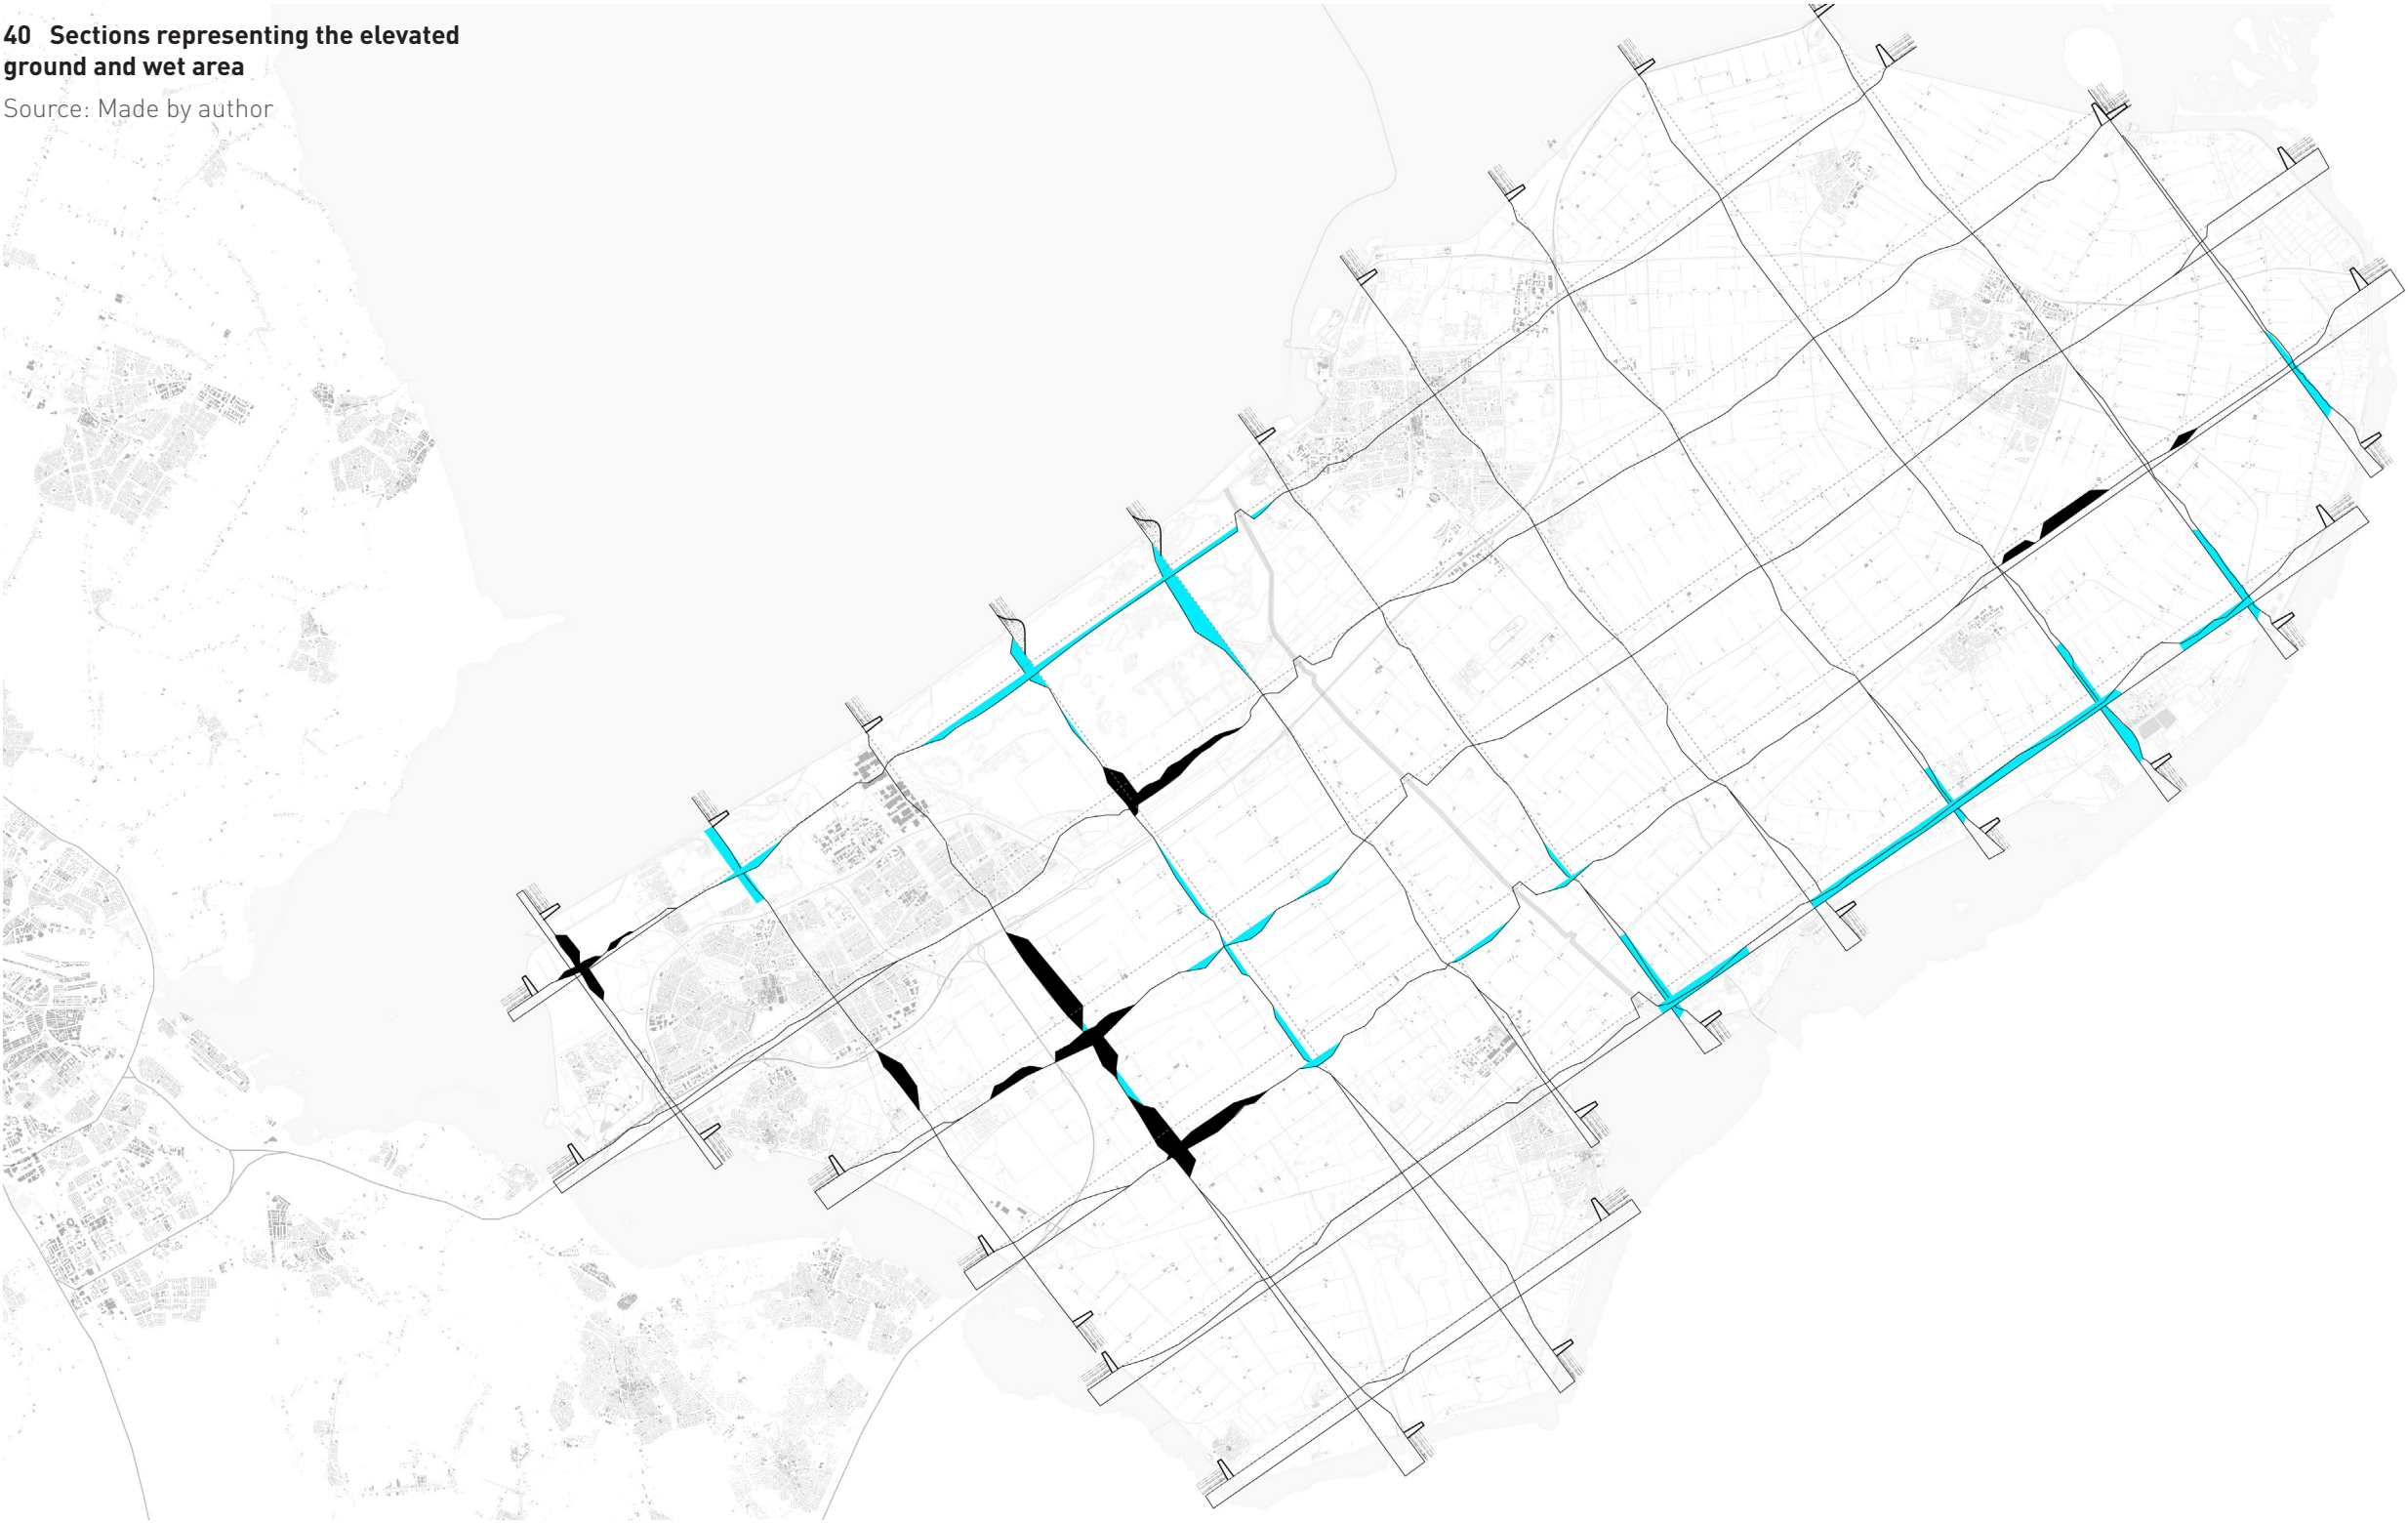 40 Sections representing the elevated
ground and wet area
Source: Made by author